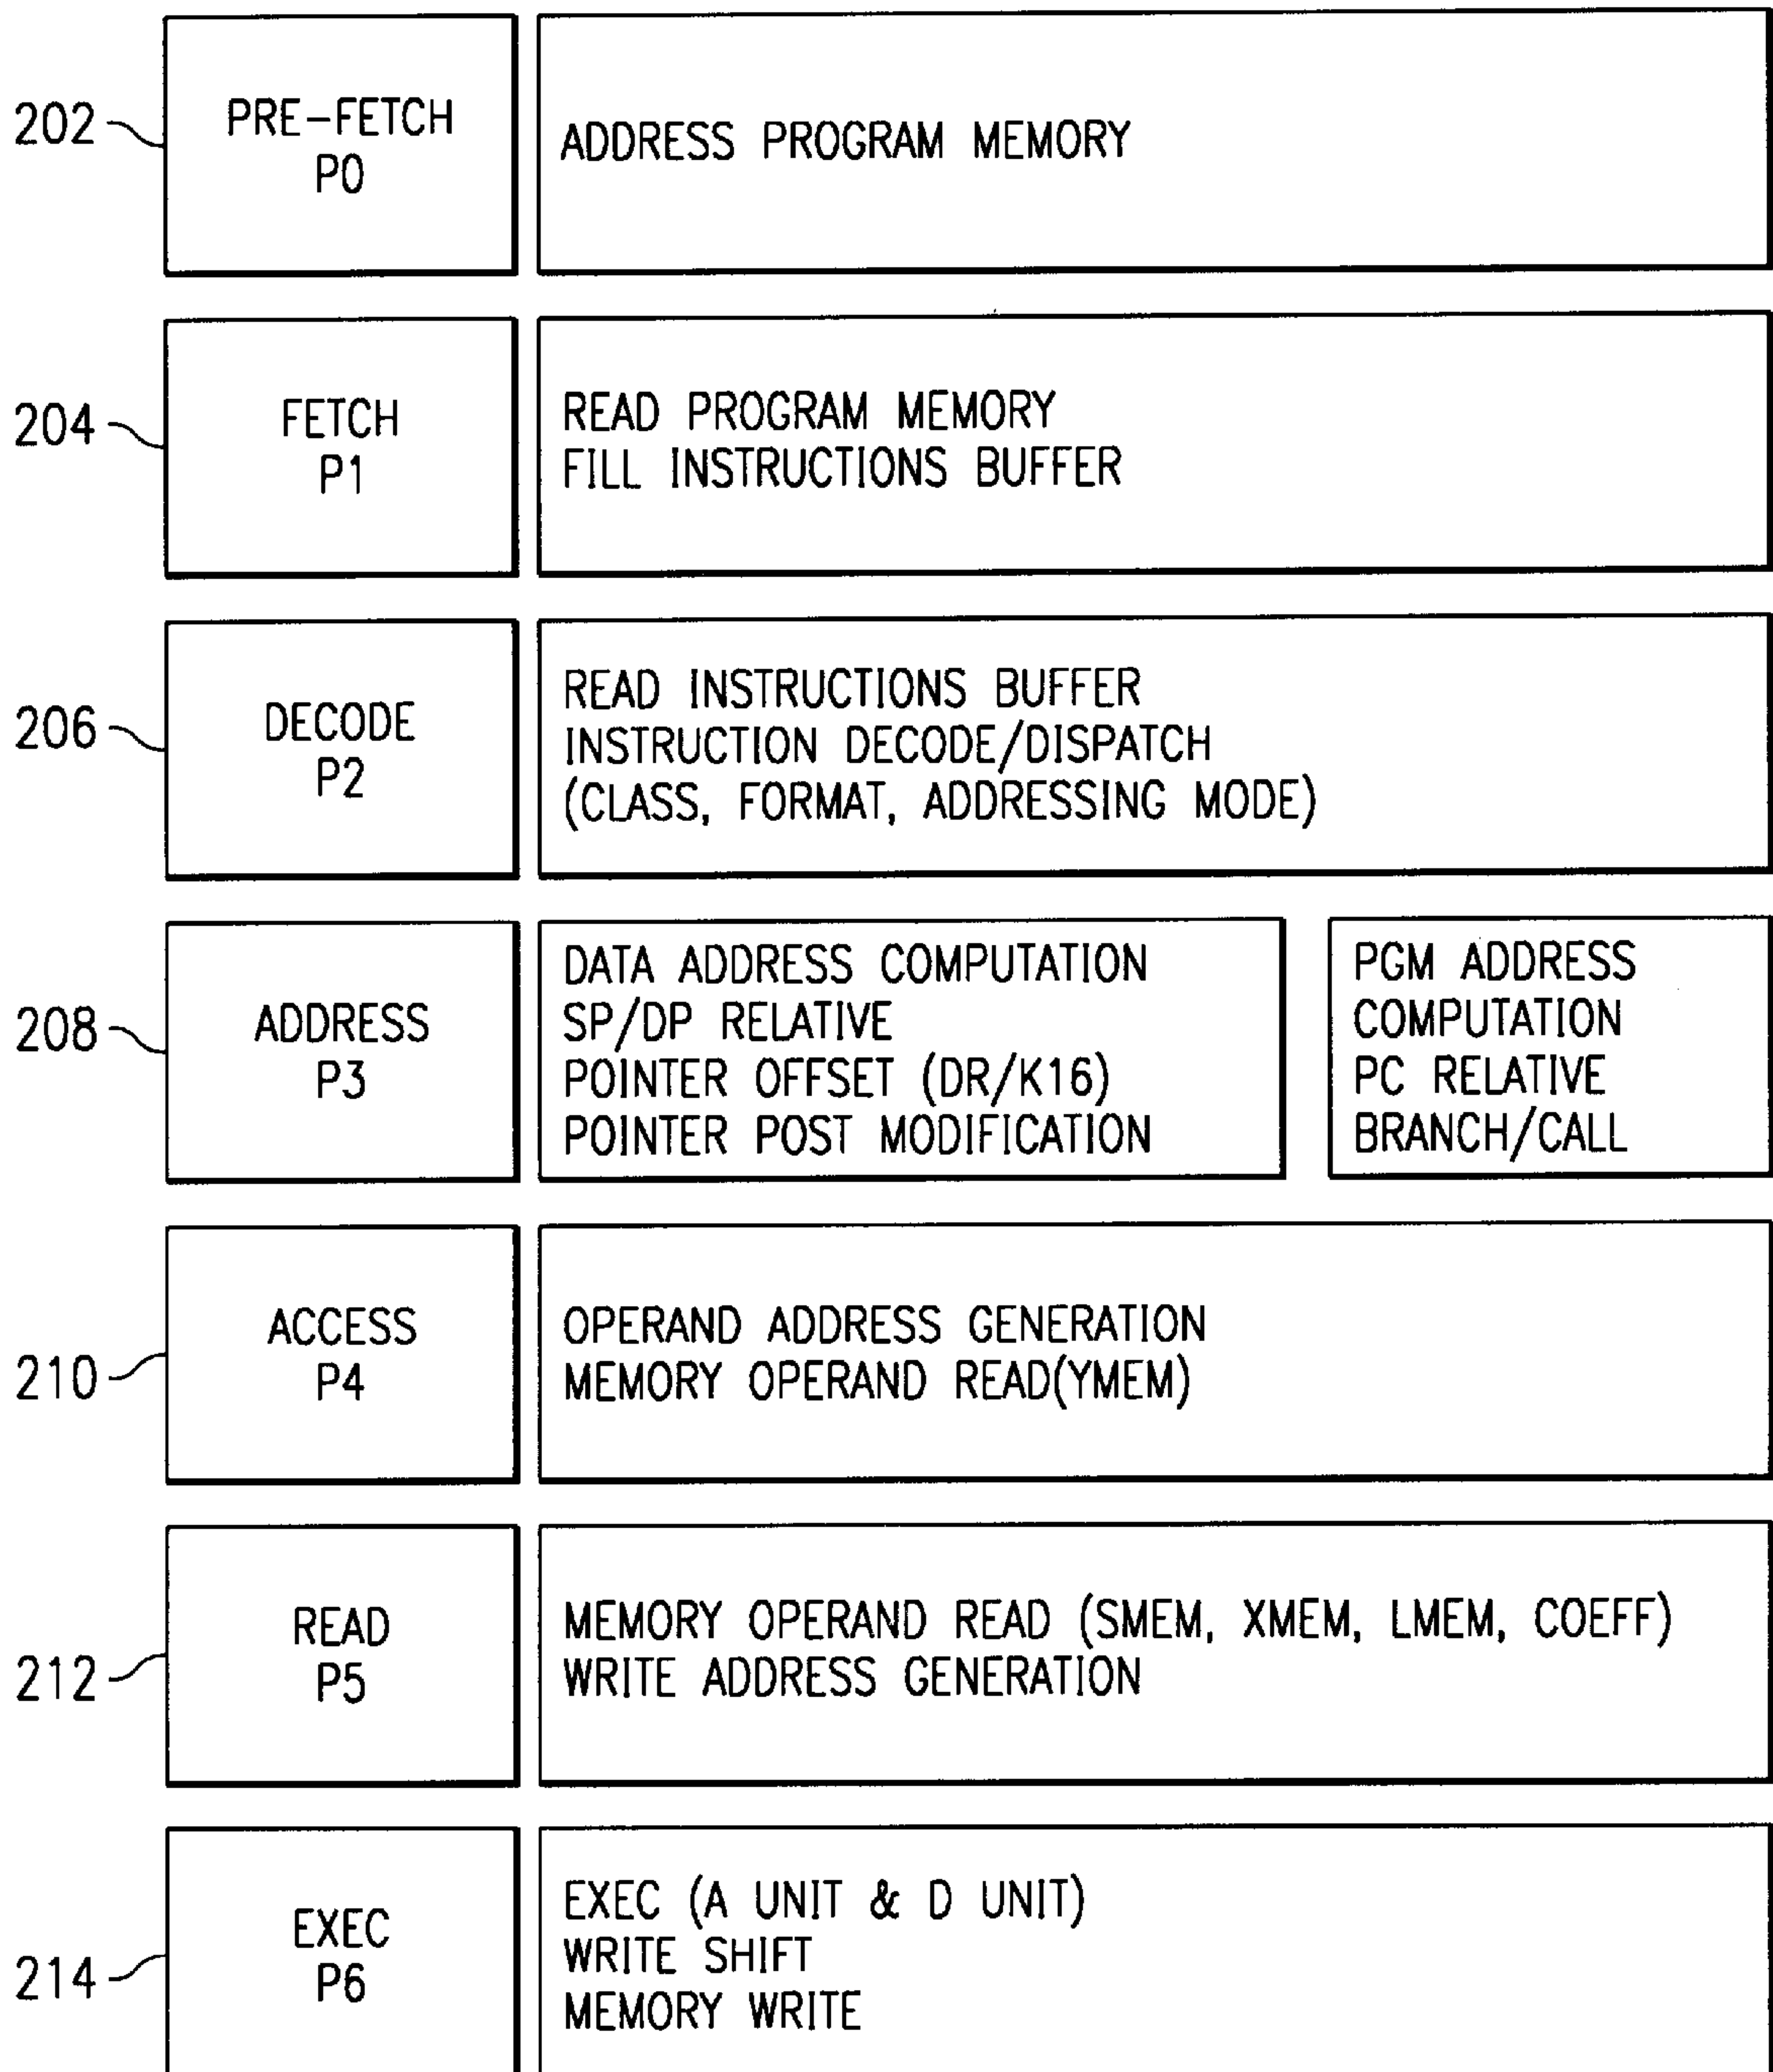 202
PRE-FETCH
P0
ADDRESS PROGRAM MEMORY
204
FETCH
P1
READ PROGRAM MEMORY
FILL INSTRUCTIONS BUFFER
206
DECODE
P2
READ INSTRUCTIONS BUFFER
INSTRUCTION DECODE/DISPATCH
(CLASS, FORMAT, ADDRESSING MODE)
208
ADDRESS
P3
DATA ADDRESS COMPUTATION
SP/DP RELATIVE
POINTER OFFSET (DR/K16)
POINTER POST MODIFICATION
PGM ADDRESS
COMPUTATION
PC RELATIVE
BRANCH/CALL
210
ACCESS
P4
OPERAND ADDRESS GENERATION
MEMORY OPERAND READ(YMEM)
212
READ
P5
MEMORY OPERAND READ (SMEM, XMEM, LMEM, COEFF)
WRITE ADDRESS GENERATION
214
EXEC
P6
EXEC (A UNIT & D UNIT)
WRITE SHIFT
MEMORY WRITE